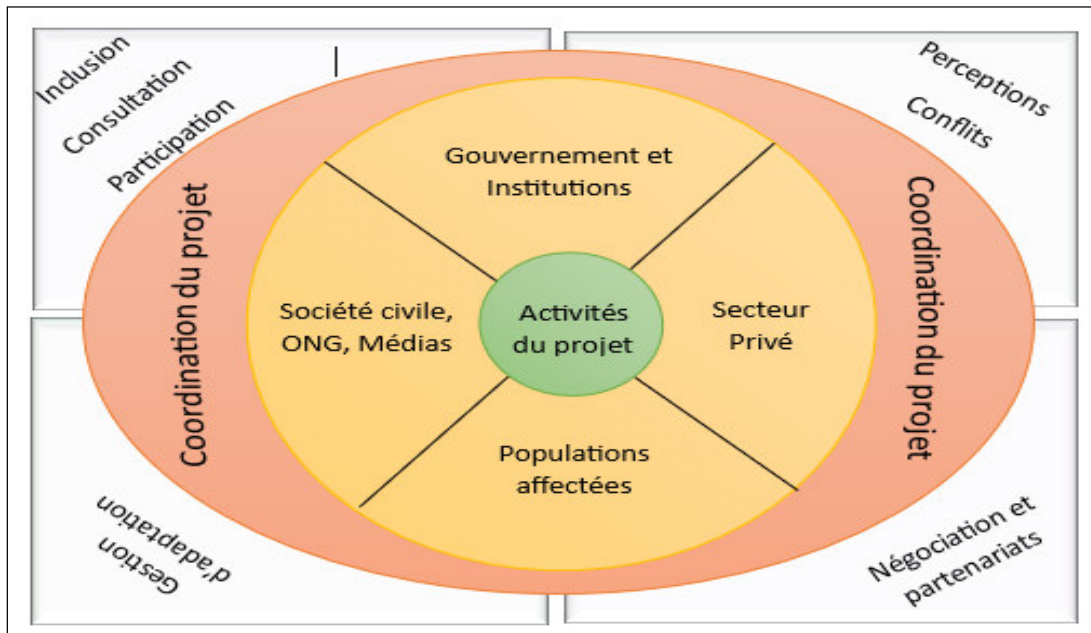 Inclusion
Consultation
Participation
Perceptions
Conflits
Gouvernement et
Institutions
Coordination du projet
Société civile,
ONG, Médias
Activités
du projet
Secteur
Privé
Coordination du projet
Populations
affectées
Gestion
d'adaptation
Négociation et
partenariats